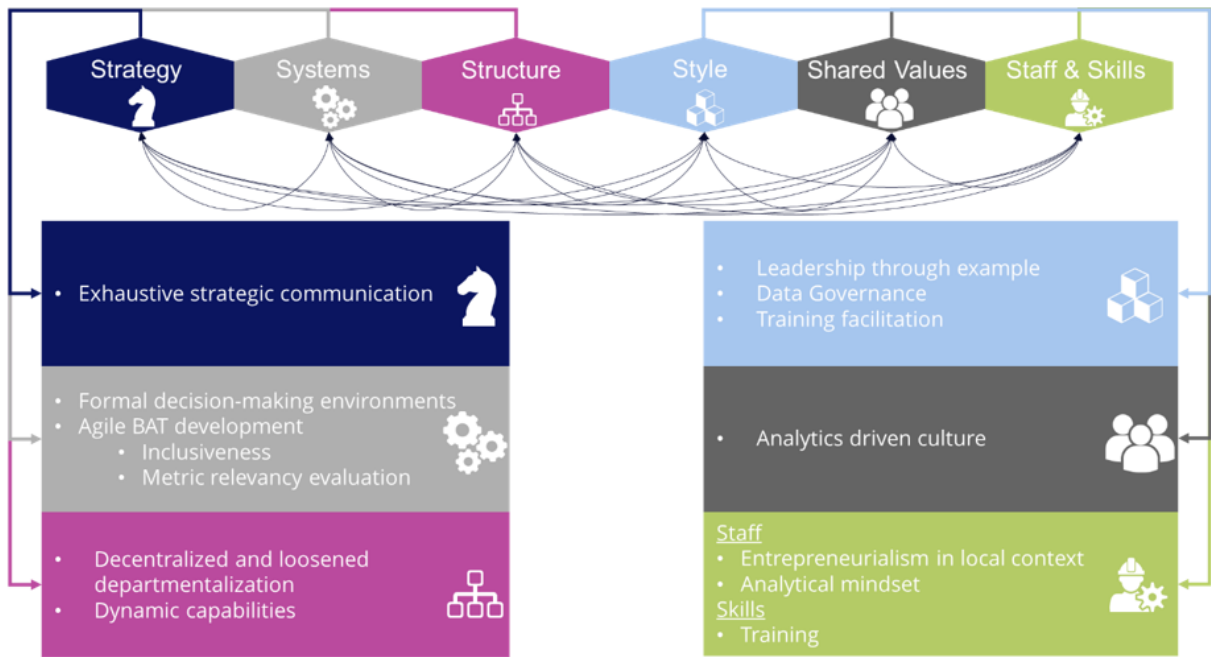 Strategy
Systems
Structure
Style
Shared Values
Staff & Skills
• Exhaustive strategic communication
• Formal decision-making environments
• Agile BAT development
• Inclusiveness
• Metric relevancy evaluation
• Decentralized and loosened
departmentalization
• Dynamic capabilities
• Leadership through example
• Data Governance
• Training facilitation
• Analytics driven culture
Staff
• Entrepreneurialism in local context
• Analytical mindset
Skills
• Training